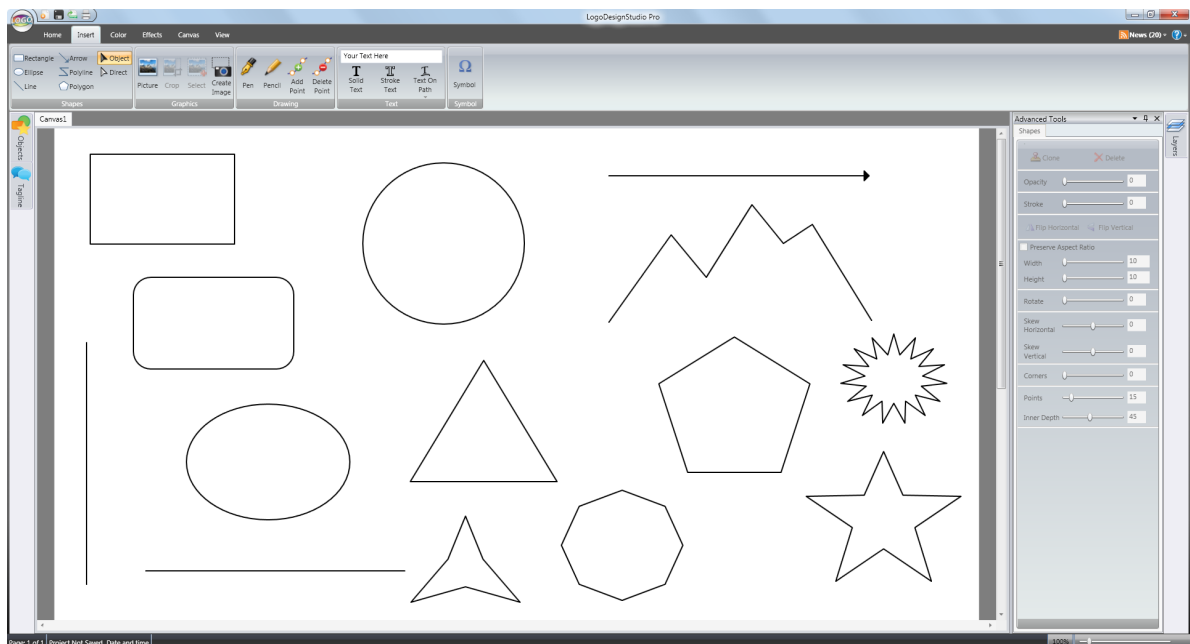 LOGO
LogoDesignStudio Pro
Home Insert Color Effects Canvas View
News (20)
?
Rectangle Arrow Object
Ellipse Polyline Direct
Line Polygon
Shapes
Picture Crop Select Create Image
Graphics
Pen Pencil Add Point Delete Point
Drawing
Your Text Here
T T T
Solid Text Stroke Text Text On Path
Text
Ω
Symbol
Symbol
Canvas1
Objects
Tagline
Advanced Tools
Shapes
Layers
Clone Delete
Opacity 0
Stroke 0
Flip Horizontal Flip Vertical
Preserve Aspect Ratio
Width 10
Height 10
Rotate 0
Skew Horizontal 0
Skew Vertical 0
Corners 0
Points 15
Inner Depth 45
Page: 1 of 1 Project Not Saved. Date and time
100%